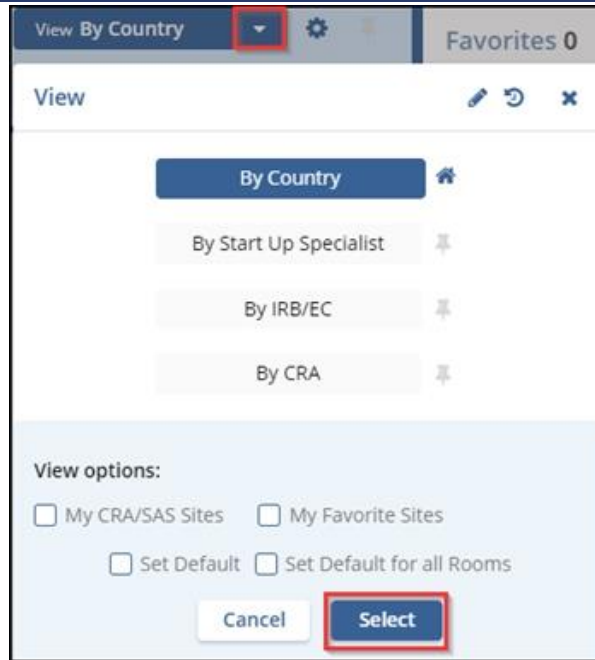 View By Country
Favorites 0
View
By Country
By Start Up Specialist
By IRB/EC
By CRA
View options:
My CRA/SAS Sites My Favorite Sites
Set Default Set Default for all Rooms
Cancel Select